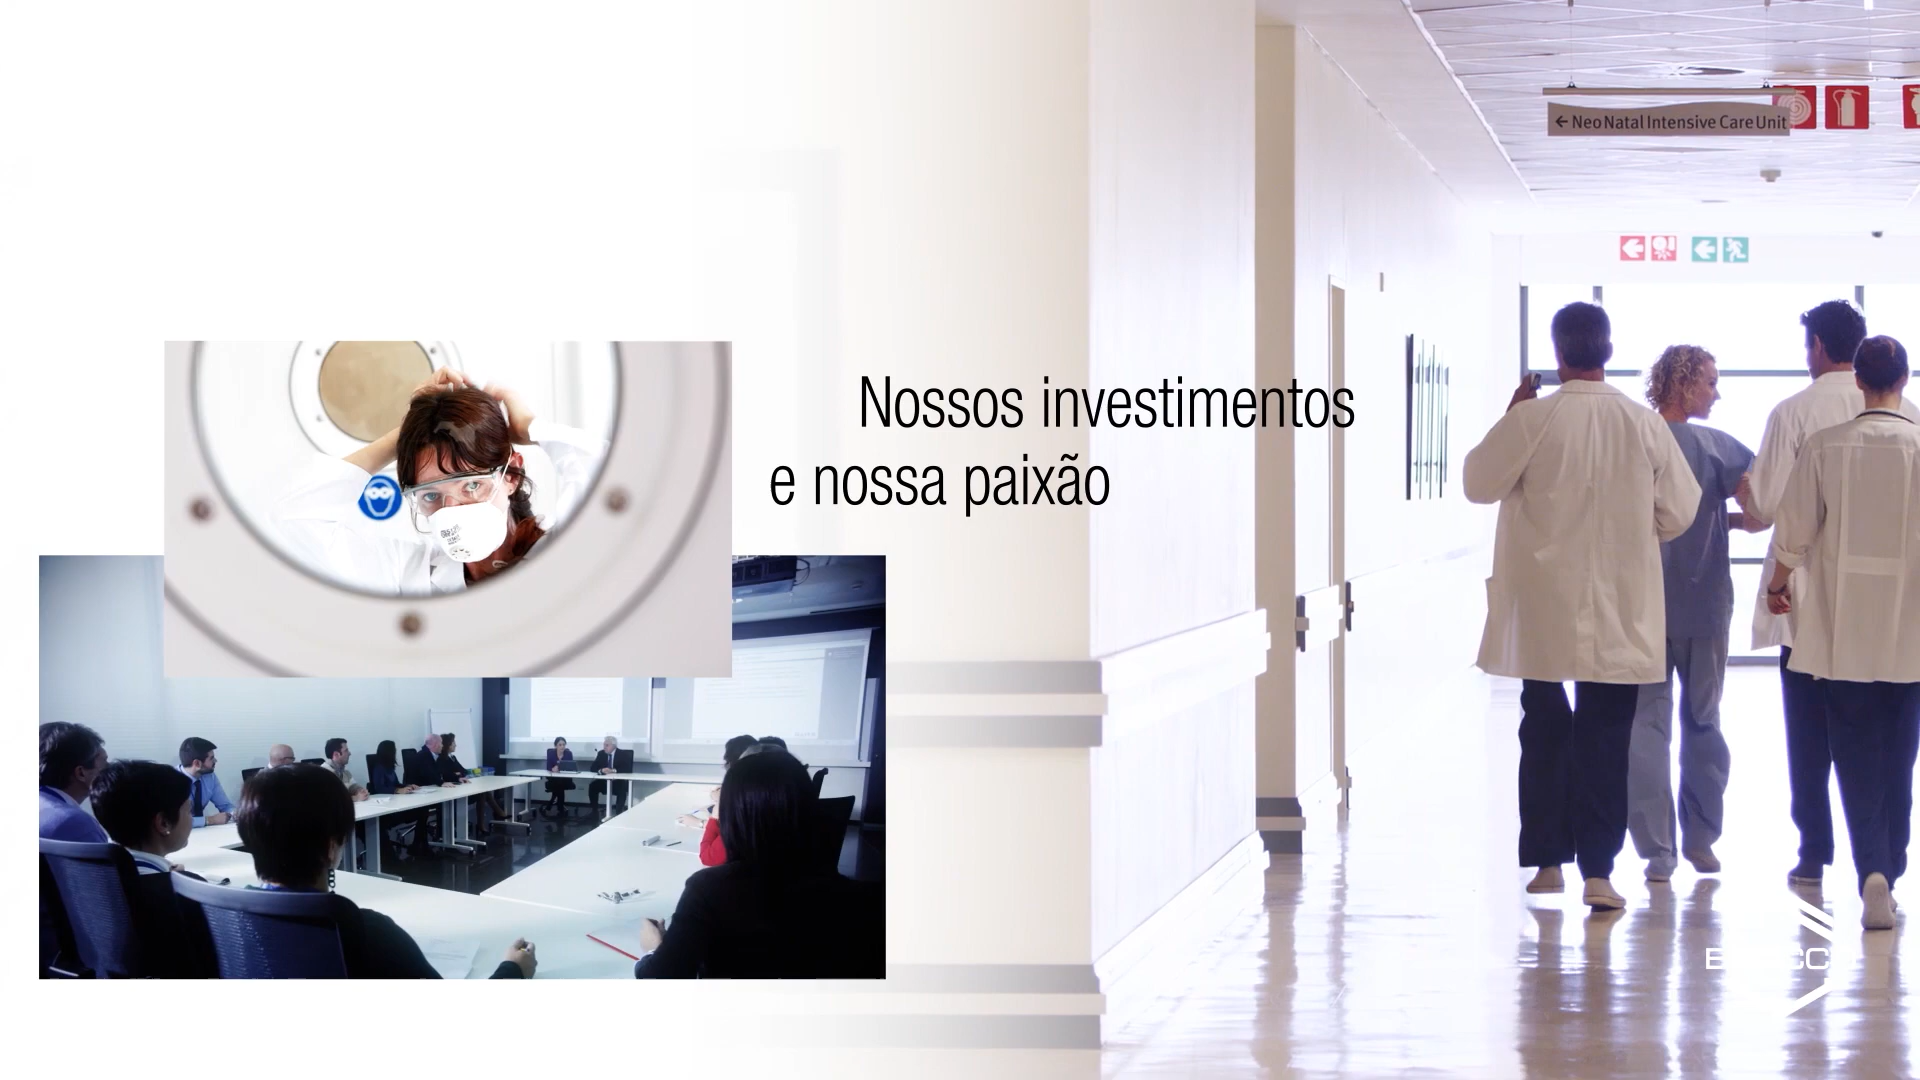 ← Neo Natal Intensive Care Unit
Nossos investimentos
e nossa paixão